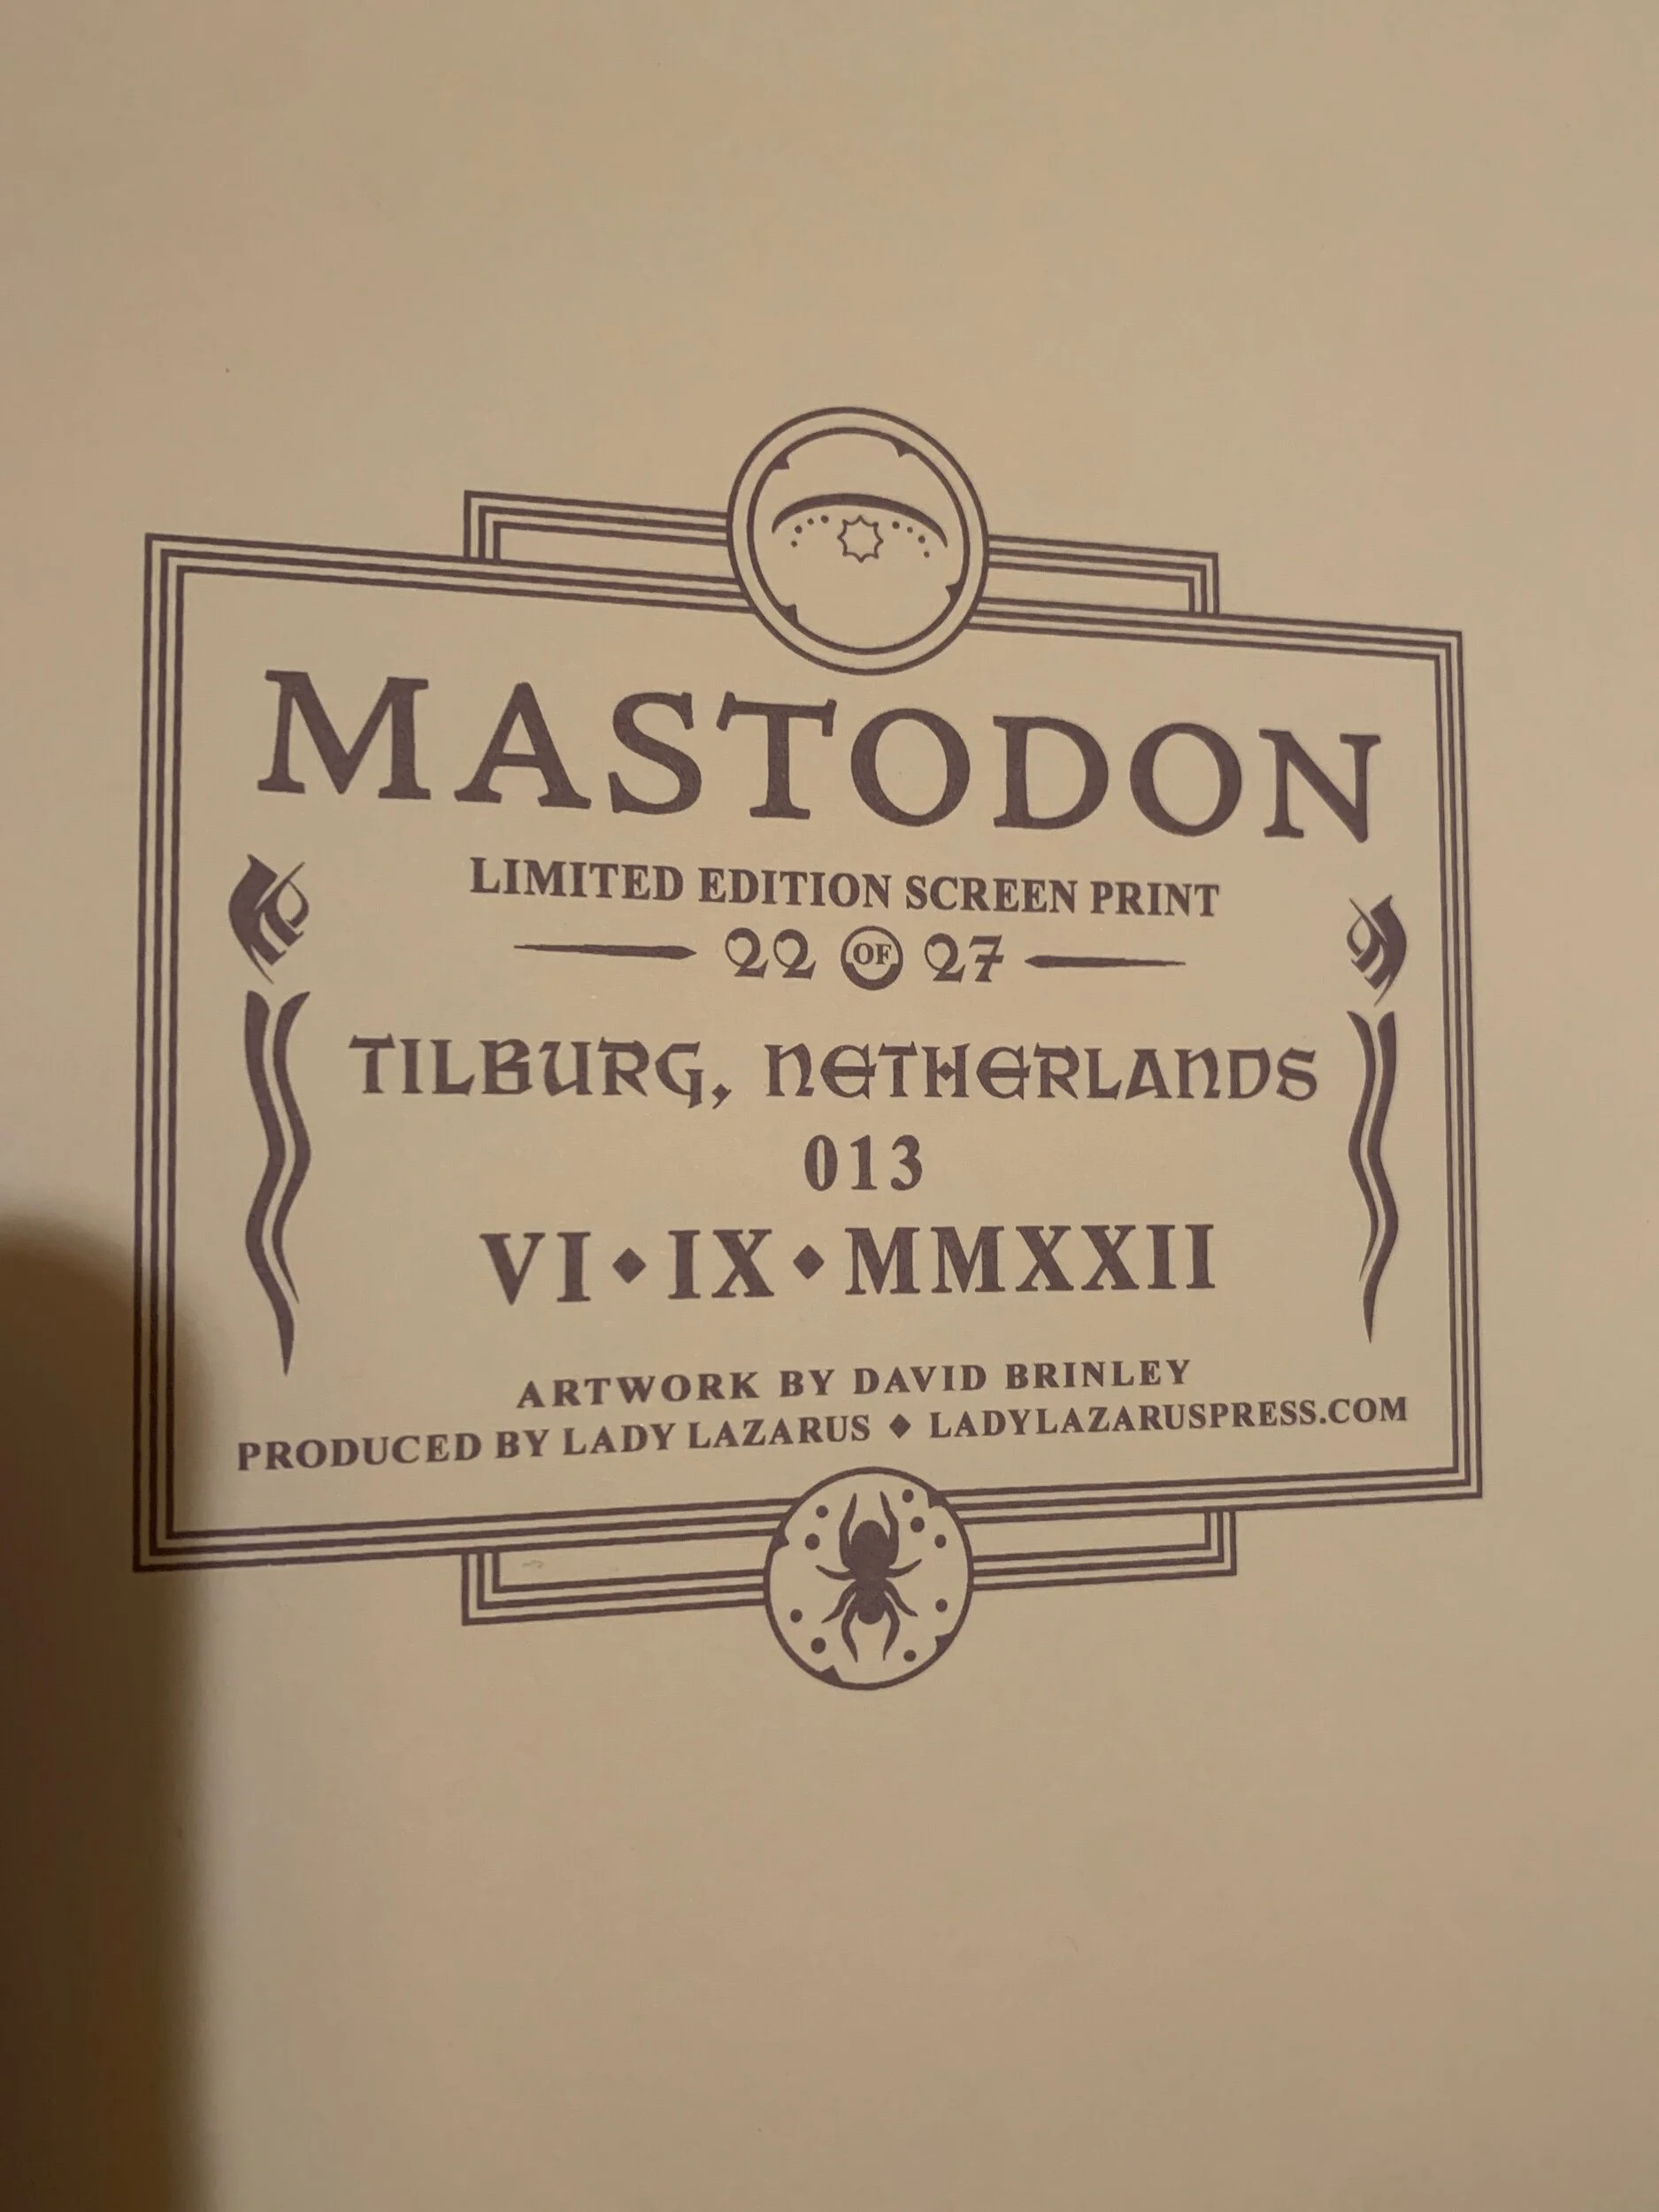 MASTODON
LIMITED EDITION SCREEN PRINT
22 OF 27
TILBURG, NETHERLANDS
013
VI◆IX◆MMXXII
ARTWORK BY DAVID BRINLEY
PRODUCED BY LADY LAZARUS ◆ LADYLAZARUSPRESS.COM